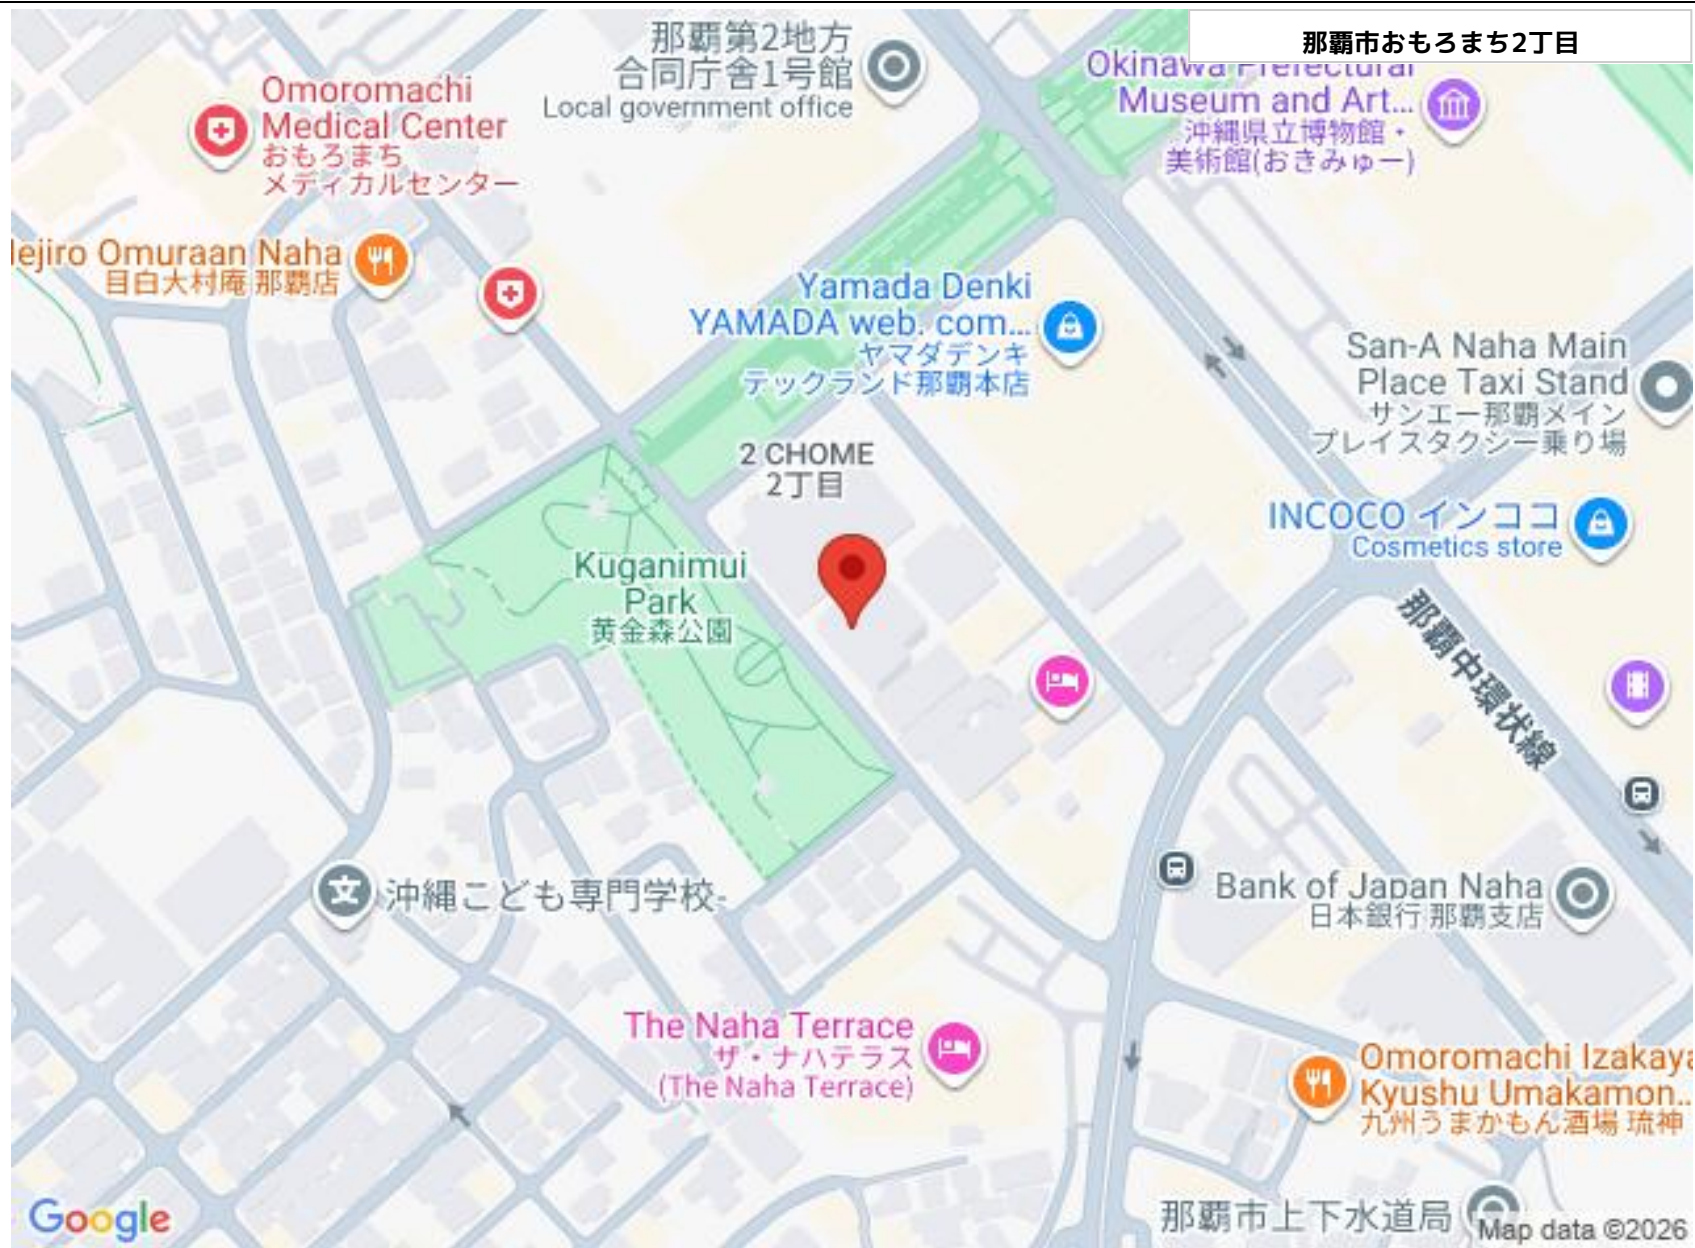 那覇市おもろまち2丁目
那覇第2地方
合同庁舎1号館
Local government office
Okinawa Prefectural
Museum and Art...
沖縄県立博物館・
美術館(おきみゅー)
Omoromachi
Medical Center
おもろまち
メディカルセンター
lejiro Omuraan Naha
目白大村庵 那覇店
Yamada Denki
YAMADA web. com...
ヤマダデンキ
テックランド那覇本店
San-A Naha Main
Place Taxi Stand
サンエー那覇メイン
プレイスタクシー乗り場
2 CHOME
2丁目
INCOCO インココ
Cosmetics store
Kuganimui
Park
黄金森公園
那覇中環状線
沖縄こども専門学校-
Bank of Japan Naha
日本銀行 那覇支店
The Naha Terrace
ザ・ナハテラス
(The Naha Terrace)
Omoromachi Izakaya
Kyushu Umakamon...
九州うまかもん酒場 琉神
那覇市上下水道局
Google
Map data ©2026